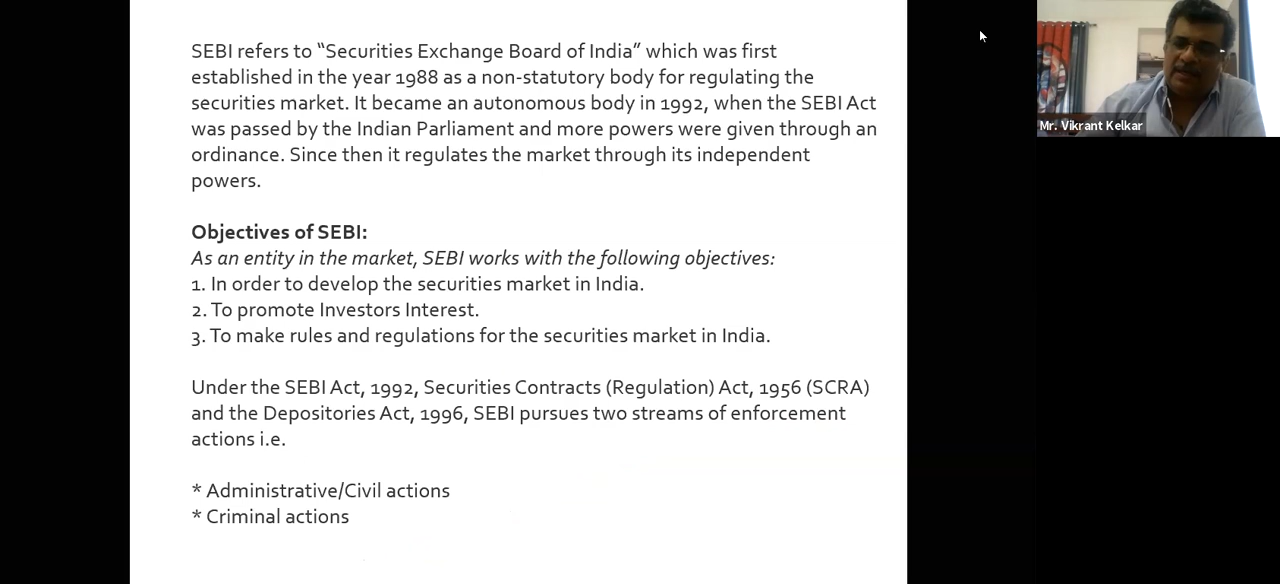 SEBI refers to “Securities Exchange Board of India” which was first
established in the year 1988 as a non-statutory body for regulating the
securities market. It became an autonomous body in 1992, when the SEBI Act
was passed by the Indian Parliament and more powers were given through an
ordinance. Since then it regulates the market through its independent
powers.
Objectives of SEBI:
As an entity in the market, SEBI works with the following objectives:
1. In order to develop the securities market in India.
2. To promote Investors Interest.
3. To make rules and regulations for the securities market in India.
Under the SEBI Act, 1992, Securities Contracts (Regulation) Act, 1956 (SCRA)
and the Depositories Act, 1996, SEBI pursues two streams of enforcement
actions i.e.
* Administrative/Civil actions
* Criminal actions
Mr. Vikrant Kelkar